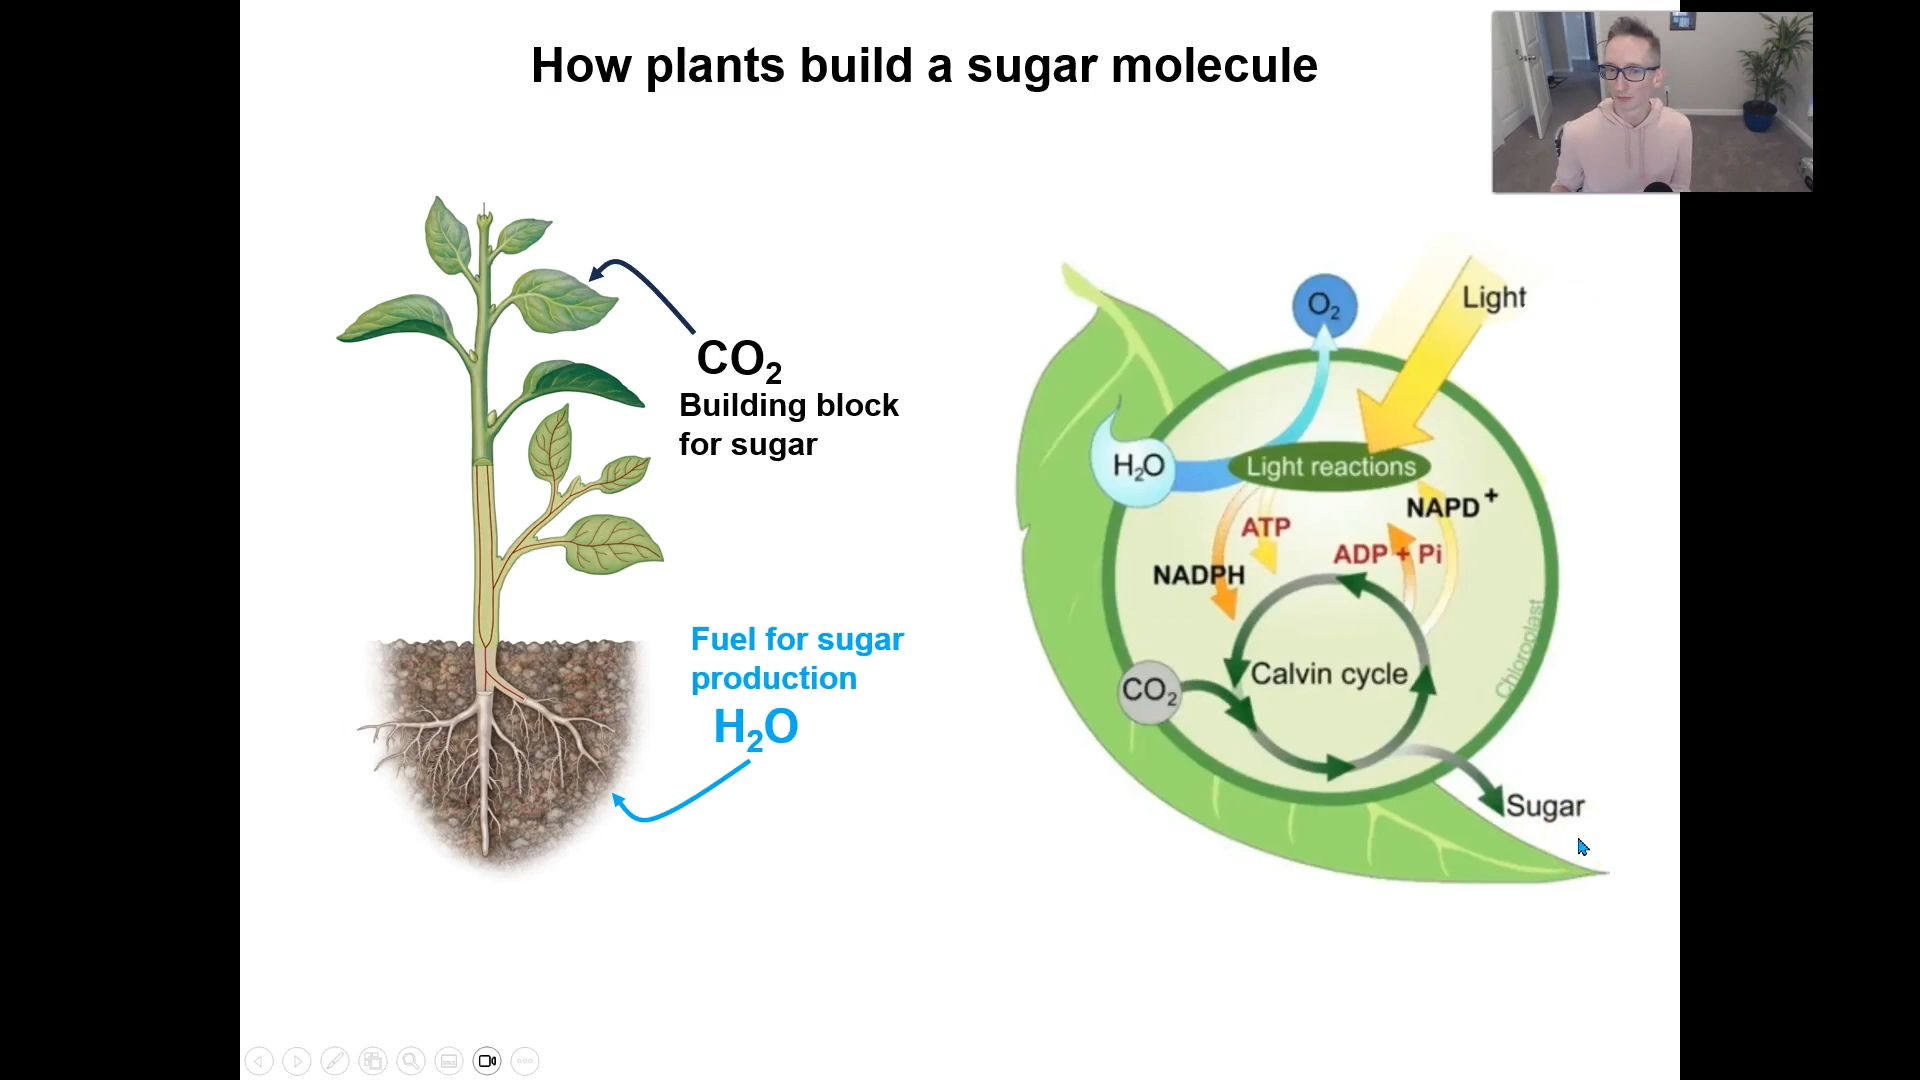 How plants build a sugar molecule
CO₂
Building block
for sugar
Fuel for sugar
production
H₂O
O₂
Light
H₂O
Light reactions
NAPD⁺
ATP
ADP + Pi
NADPH
Chloroplast
Calvin cycle
CO₂
Sugar